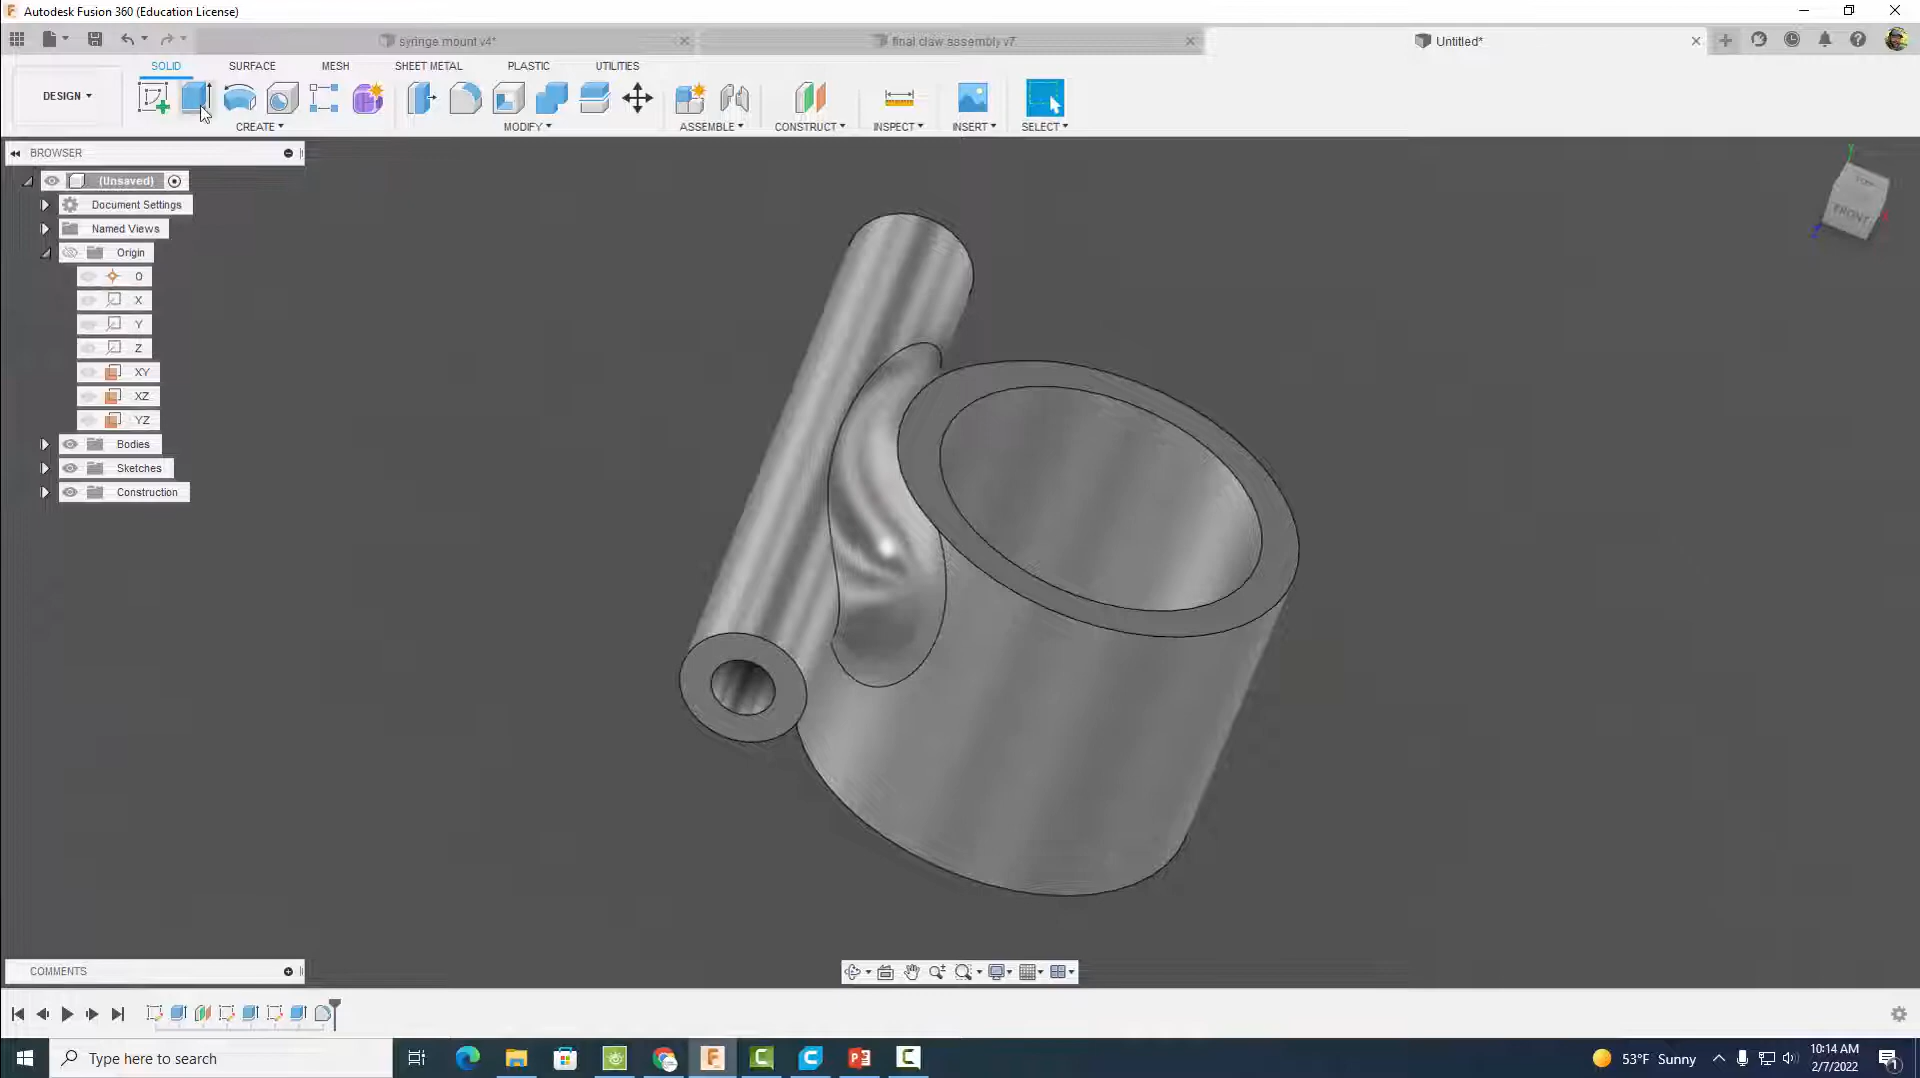 Autodesk Fusion 360 (Education License)
syringe mount v4*
final claw assembly v7
Untitled*
SOLID
SURFACE
MESH
SHEET METAL
PLASTIC
UTILITIES
DESIGN
CREATE
MODIFY
ASSEMBLE
CONSTRUCT
INSPECT
INSERT
SELECT
BROWSER
(Unsaved)
Document Settings
Named Views
Origin
O
X
Y
Z
XY
XZ
YZ
Bodies
Sketches
Construction
TOP
FRONT
COMMENTS
Type here to search
53°F Sunny
10:14 AM
2/7/2022